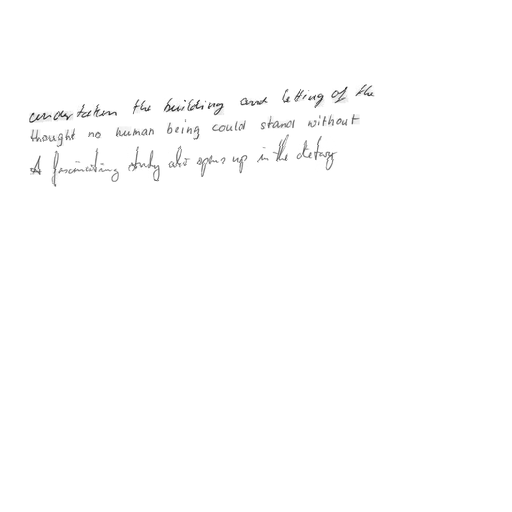 undertaken the building and letting of the
thought no human being could stand without
A fascinating study also opens up in the dietary